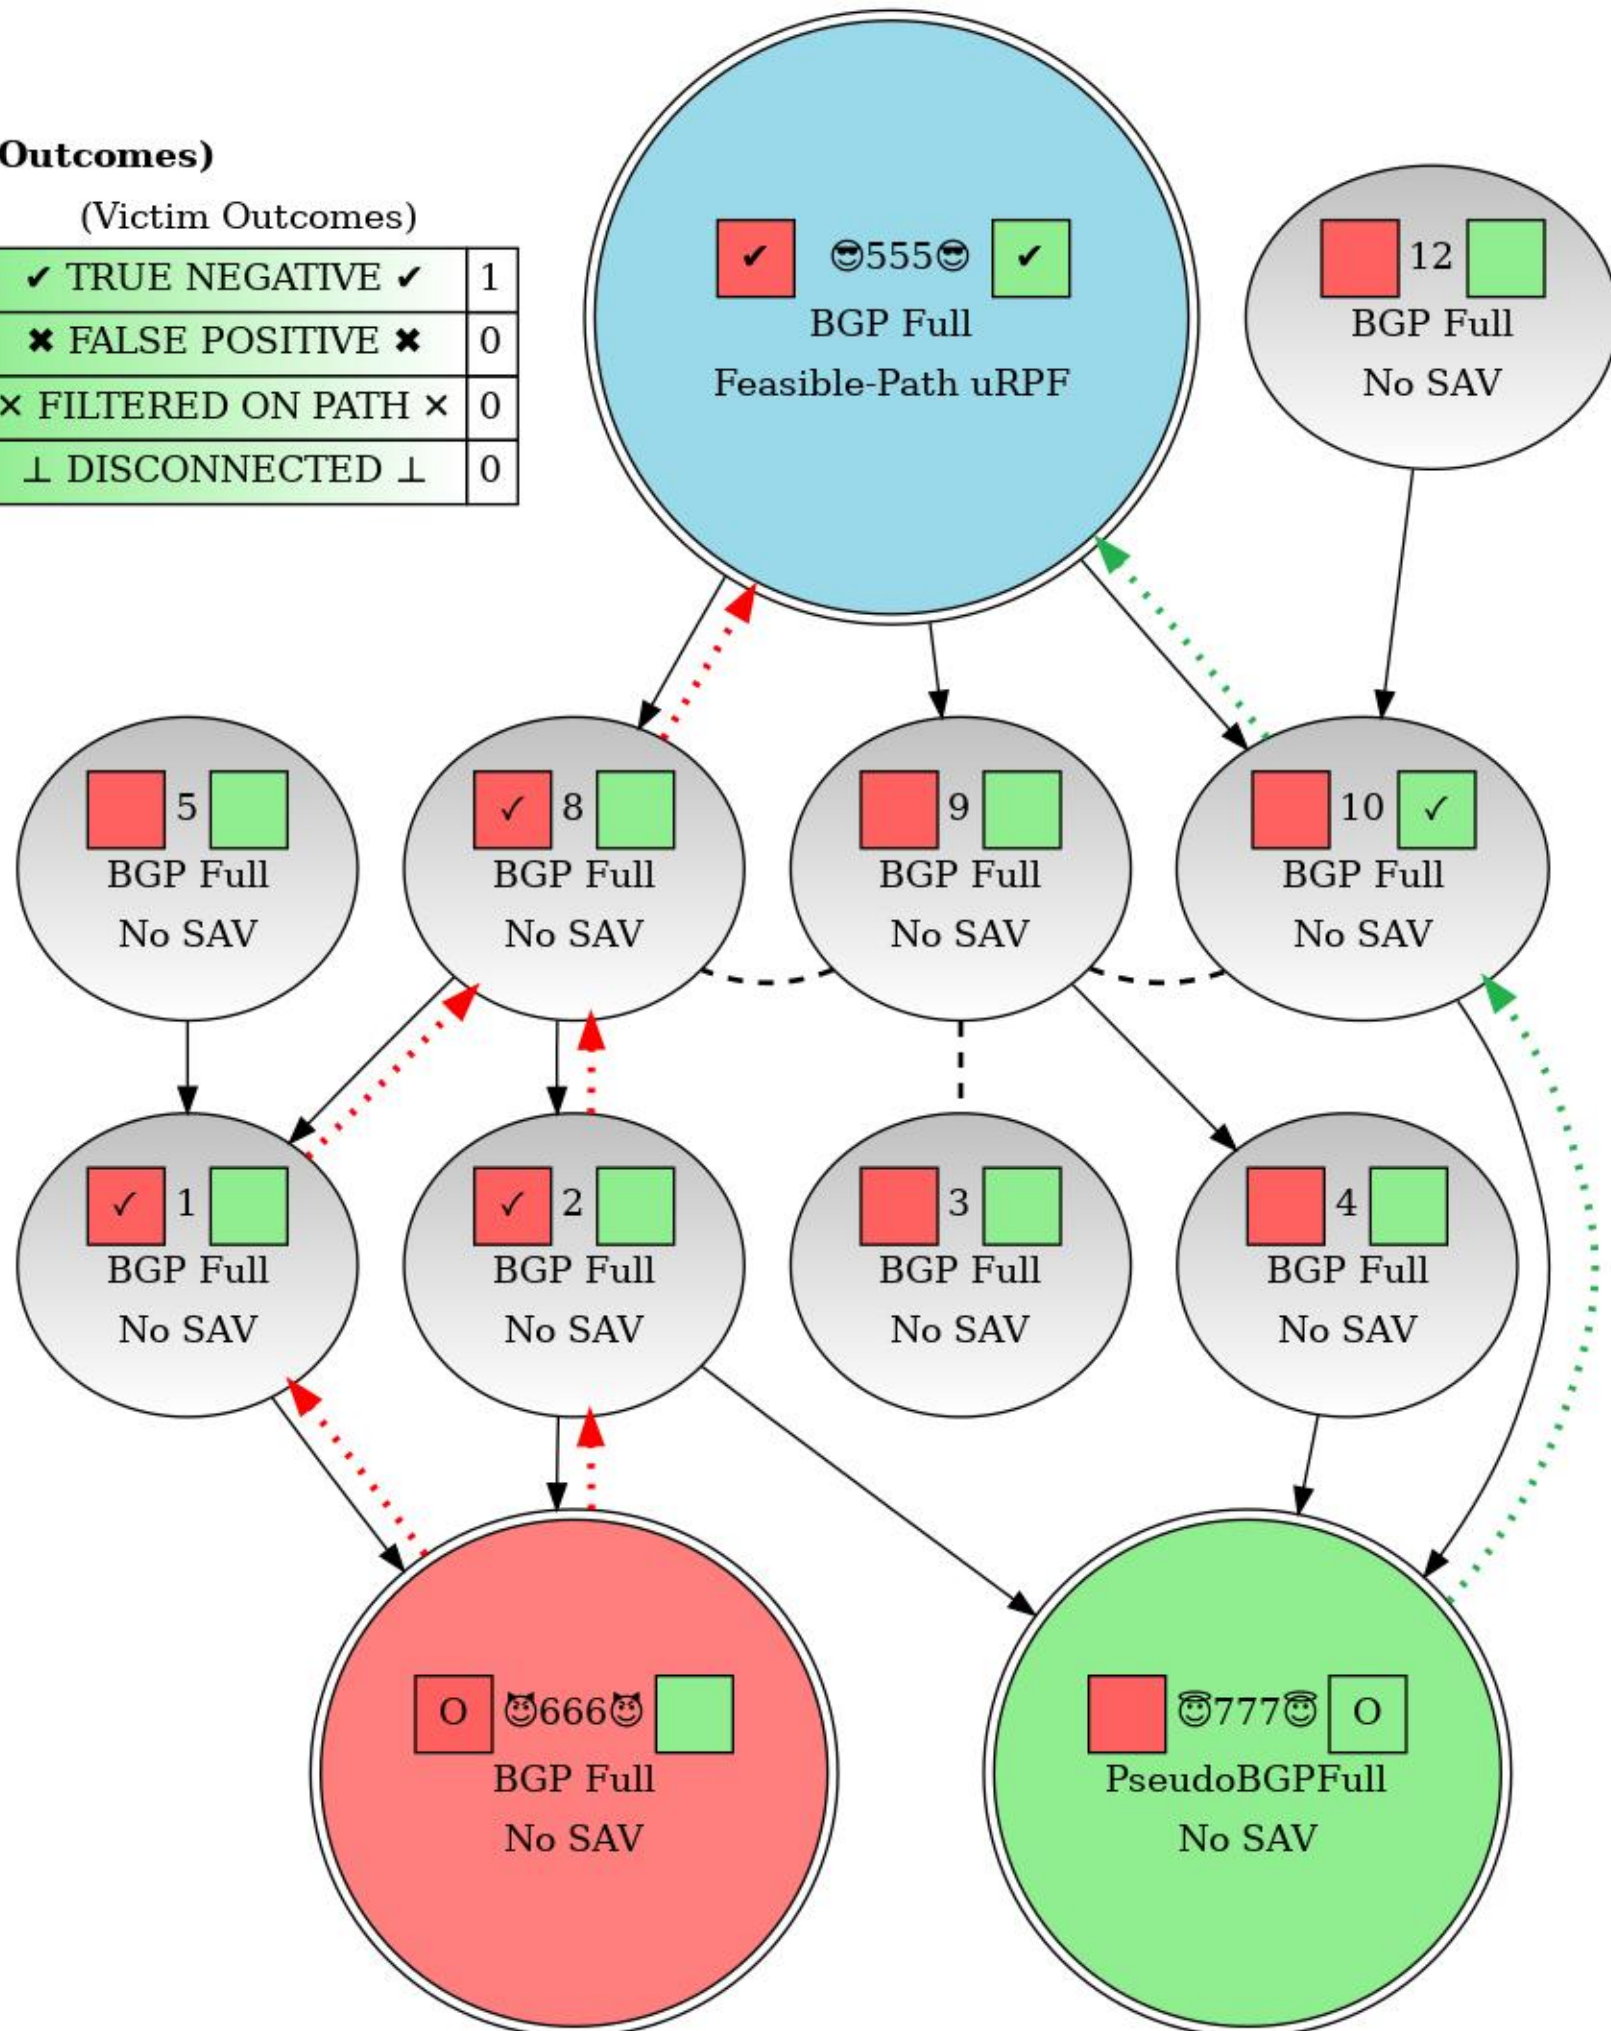 Outcomes)
(Victim Outcomes)
✔ TRUE NEGATIVE ✔ 1
✖ FALSE POSITIVE ✖ 0
✕ FILTERED ON PATH ✕ 0
⊥ DISCONNECTED ⊥ 0
✔ 😎555😎 ✔
BGP Full
Feasible-Path uRPF
12
BGP Full
No SAV
5
BGP Full
No SAV
✓ 8
BGP Full
No SAV
9
BGP Full
No SAV
10 ✓
BGP Full
No SAV
✓ 1
BGP Full
No SAV
✓ 2
BGP Full
No SAV
3
BGP Full
No SAV
4
BGP Full
No SAV
O 😈666😈
BGP Full
No SAV
😇777😇 O
PseudoBGPFull
No SAV